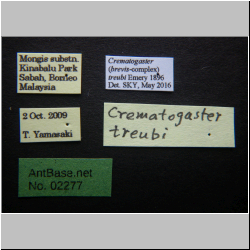 Mongis substn.
Kinabalu Park
Sabah, Borneo
Malaysia
Crematogaster
(brevis-complex)
treubi Emery 1896
Det. SKY, May 2016
2 Oct. 2009
T. Yamasaki
Crematogaster
treubi
AntBase.net
No. 02277